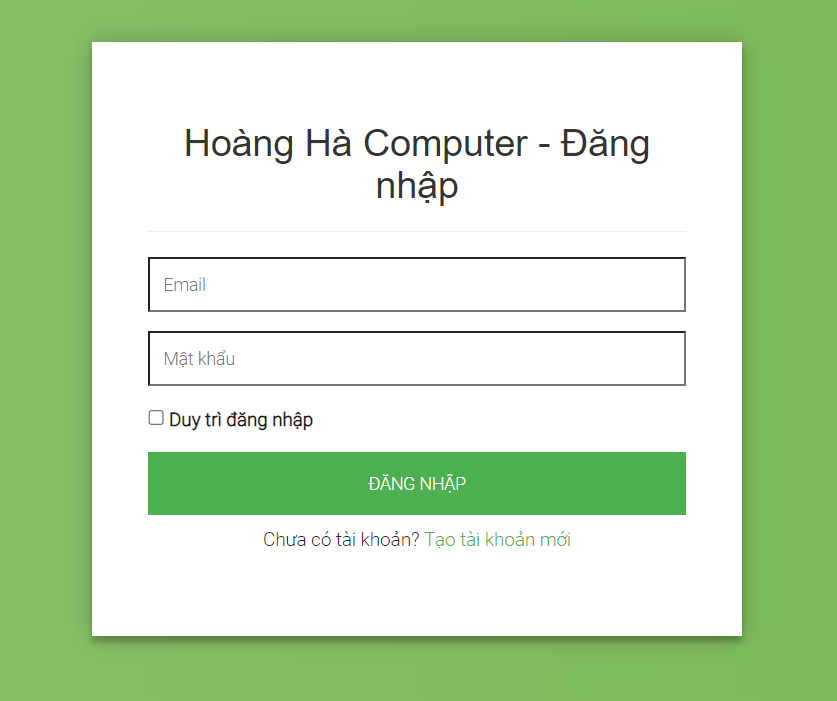 Hoàng Hà Computer - Đăng
nhập
Email
Mật khẩu
Duy trì đăng nhập
ĐĂNG NHẬP
Chưa có tài khoản? Tạo tài khoản mới